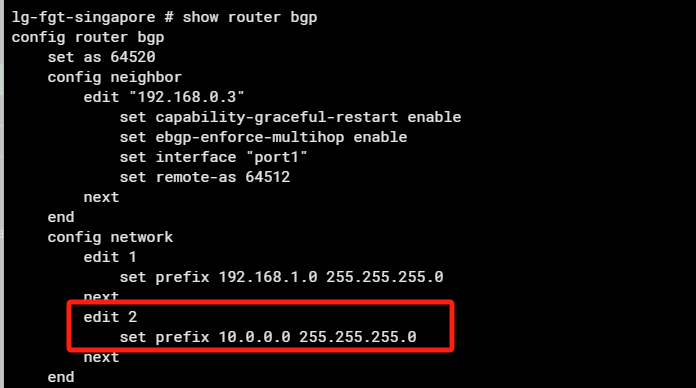 lg-fgt-singapore # show router bgp
config router bgp
set as 64520
config neighbor
edit "192.168.0.3"
set capability-graceful-restart enable
set ebgp-enforce-multihop enable
set interface "port1"
set remote-as 64512
next
end
config network
edit 1
set prefix 192.168.1.0 255.255.255.0
next
edit 2
set prefix 10.0.0.0 255.255.255.0
next
end